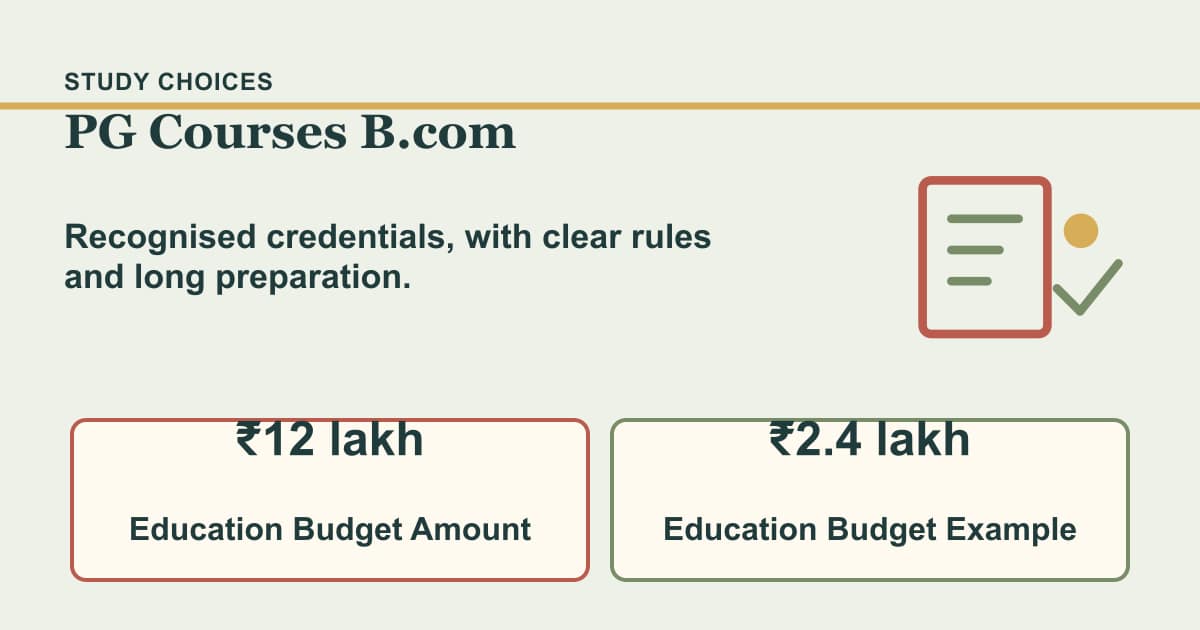 STUDY CHOICES
PG Courses B.com
Recognised credentials, with clear rules
and long preparation.
₹12 lakh
Education Budget Amount
₹2.4 lakh
Education Budget Example